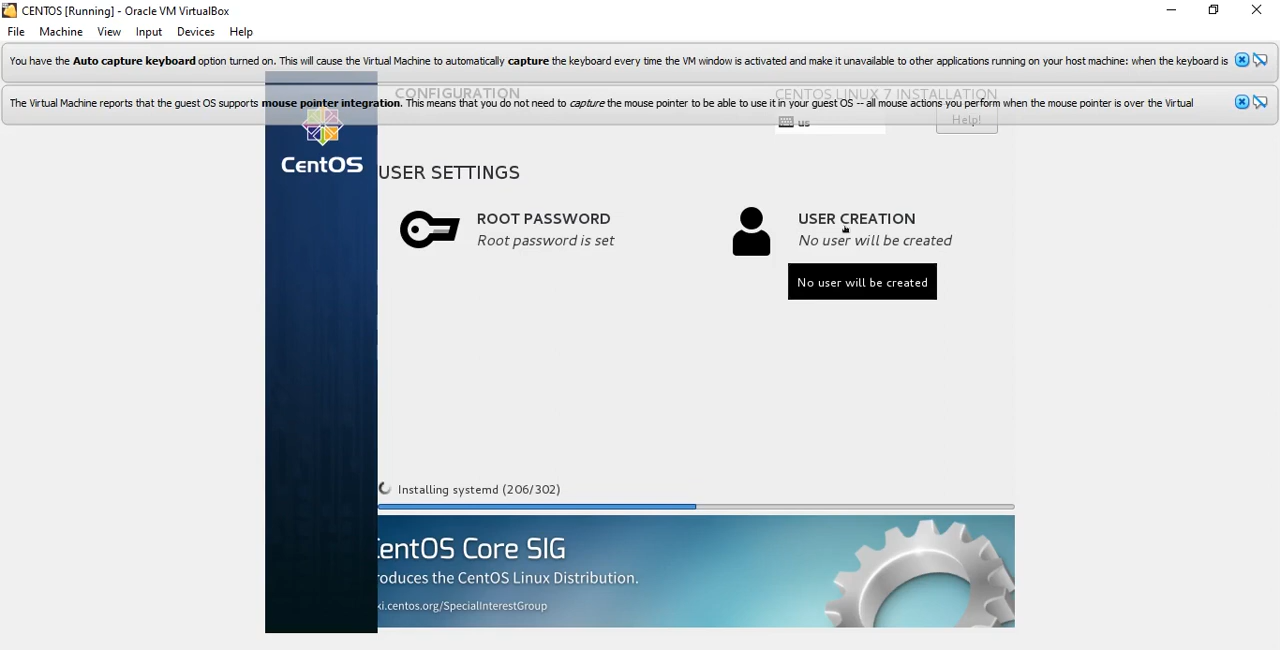 CENTOS [Running] - Oracle VM VirtualBox
File Machine View Input Devices Help
You have the Auto capture keyboard option turned on. This will cause the Virtual Machine to automatically capture the keyboard every time the VM window is activated and make it unavailable to other applications running on your host machine: when the keyboard is
CONFIGURATION
CENTOS LINUX 7 INSTALLATION
The Virtual Machine reports that the guest OS supports mouse pointer integration. This means that you do not need to capture the mouse pointer to be able to use it in your guest OS -- all mouse actions you perform when the mouse pointer is over the Virtual
us
Help!
CentOS
USER SETTINGS
ROOT PASSWORD
Root password is set
USER CREATION
No user will be created
No user will be created
Installing systemd (206/302)
entOS Core SIG
roduces the CentOS Linux Distribution.
ki.centos.org/SpecialInterestGroup